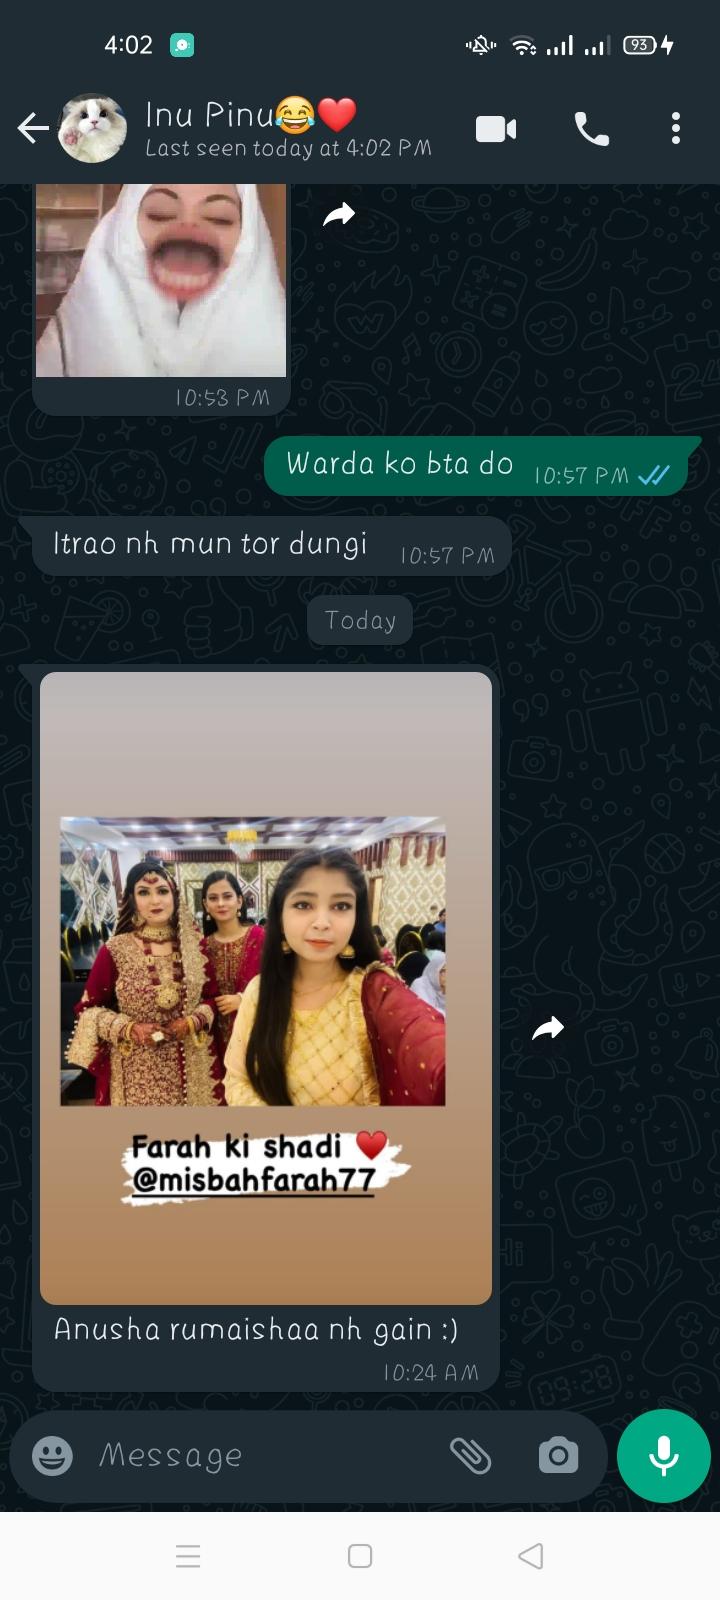 4:02
93
Inu Pinu😂❤️
Last seen today at 4:02 PM
10:53 PM
Warda ko bta do 10:57 PM
Itrao nh mun tor dungi 10:57 PM
Today
Farah ki shadi ❤️
@misbahfarah77
Anusha rumaishaa nh gain :)
10:24 AM
Message